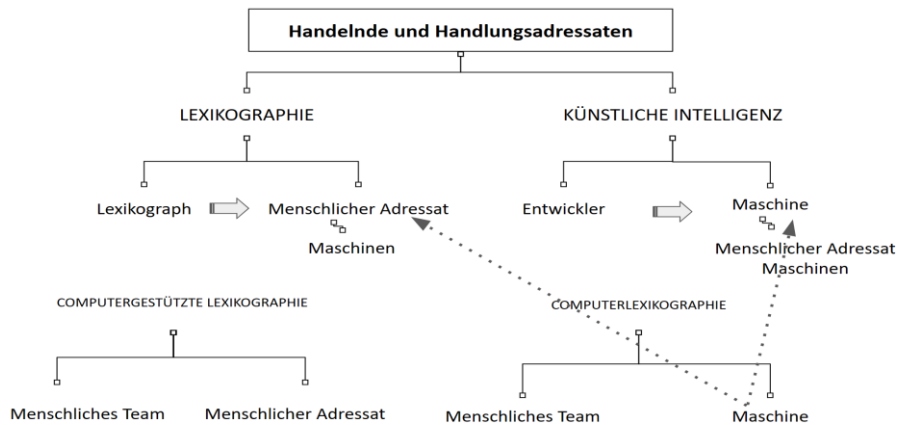 Handelnde und Handlungsadressaten
LEXIKOGRAPHIE
KÜNSTLICHE INTELLIGENZ
Lexikograph
Menschlicher Adressat
Maschinen
Entwickler
Maschine
Menschlicher Adressat
Maschinen
COMPUTERGESTÜTZTE LEXIKOGRAPHIE
COMPUTERLEXIKOGRAPHIE
Menschliches Team
Menschlicher Adressat
Menschliches Team
Maschine